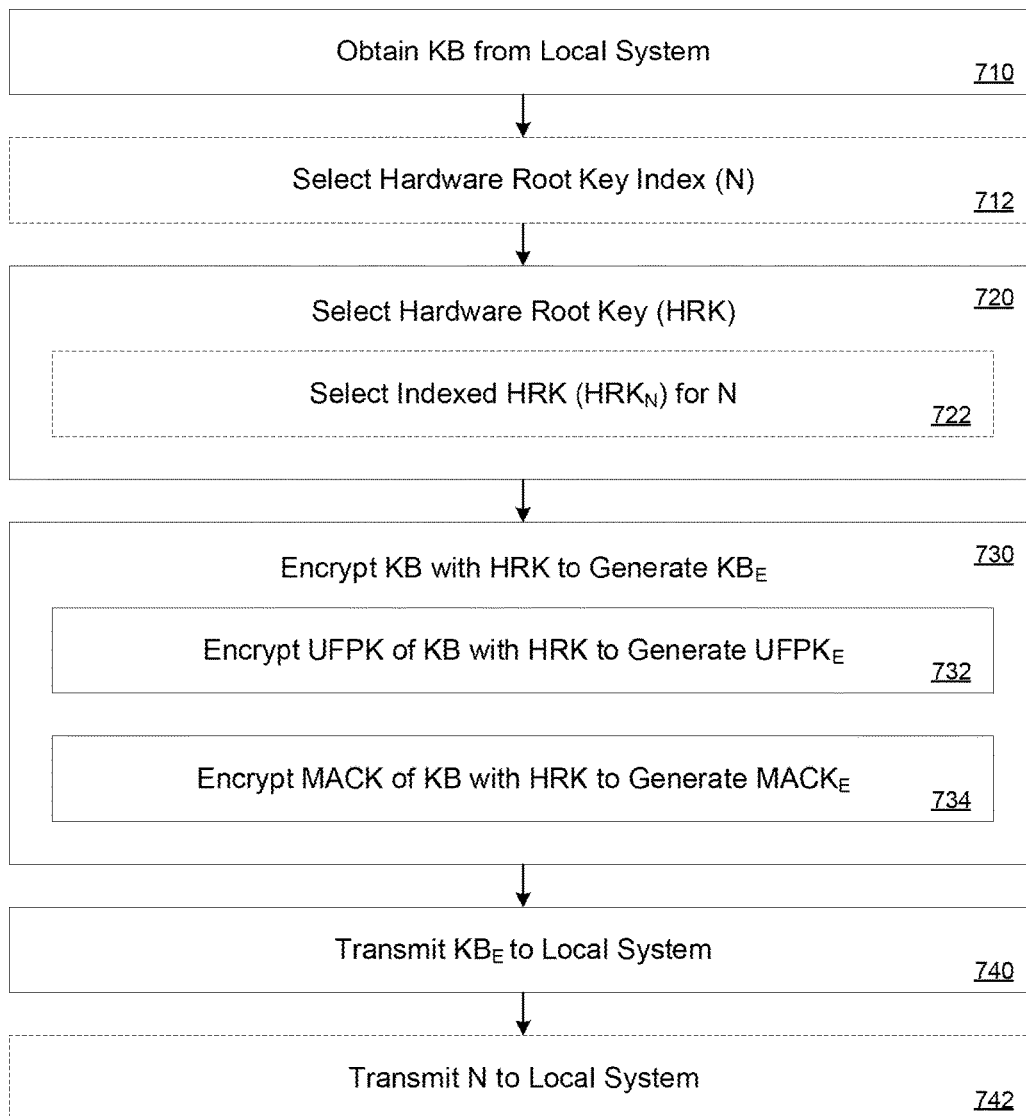 Obtain KB from Local System
710
Select Hardware Root Key Index (N)
712
720
Select Hardware Root Key (HRK)
Select Indexed HRK (HRKN) for N
722
730
Encrypt KB with HRK to Generate KBE
Encrypt UFPK of KB with HRK to Generate UFPKE
732
Encrypt MACK of KB with HRK to Generate MACKE
734
Transmit KBE to Local System
740
Transmit N to Local System
742